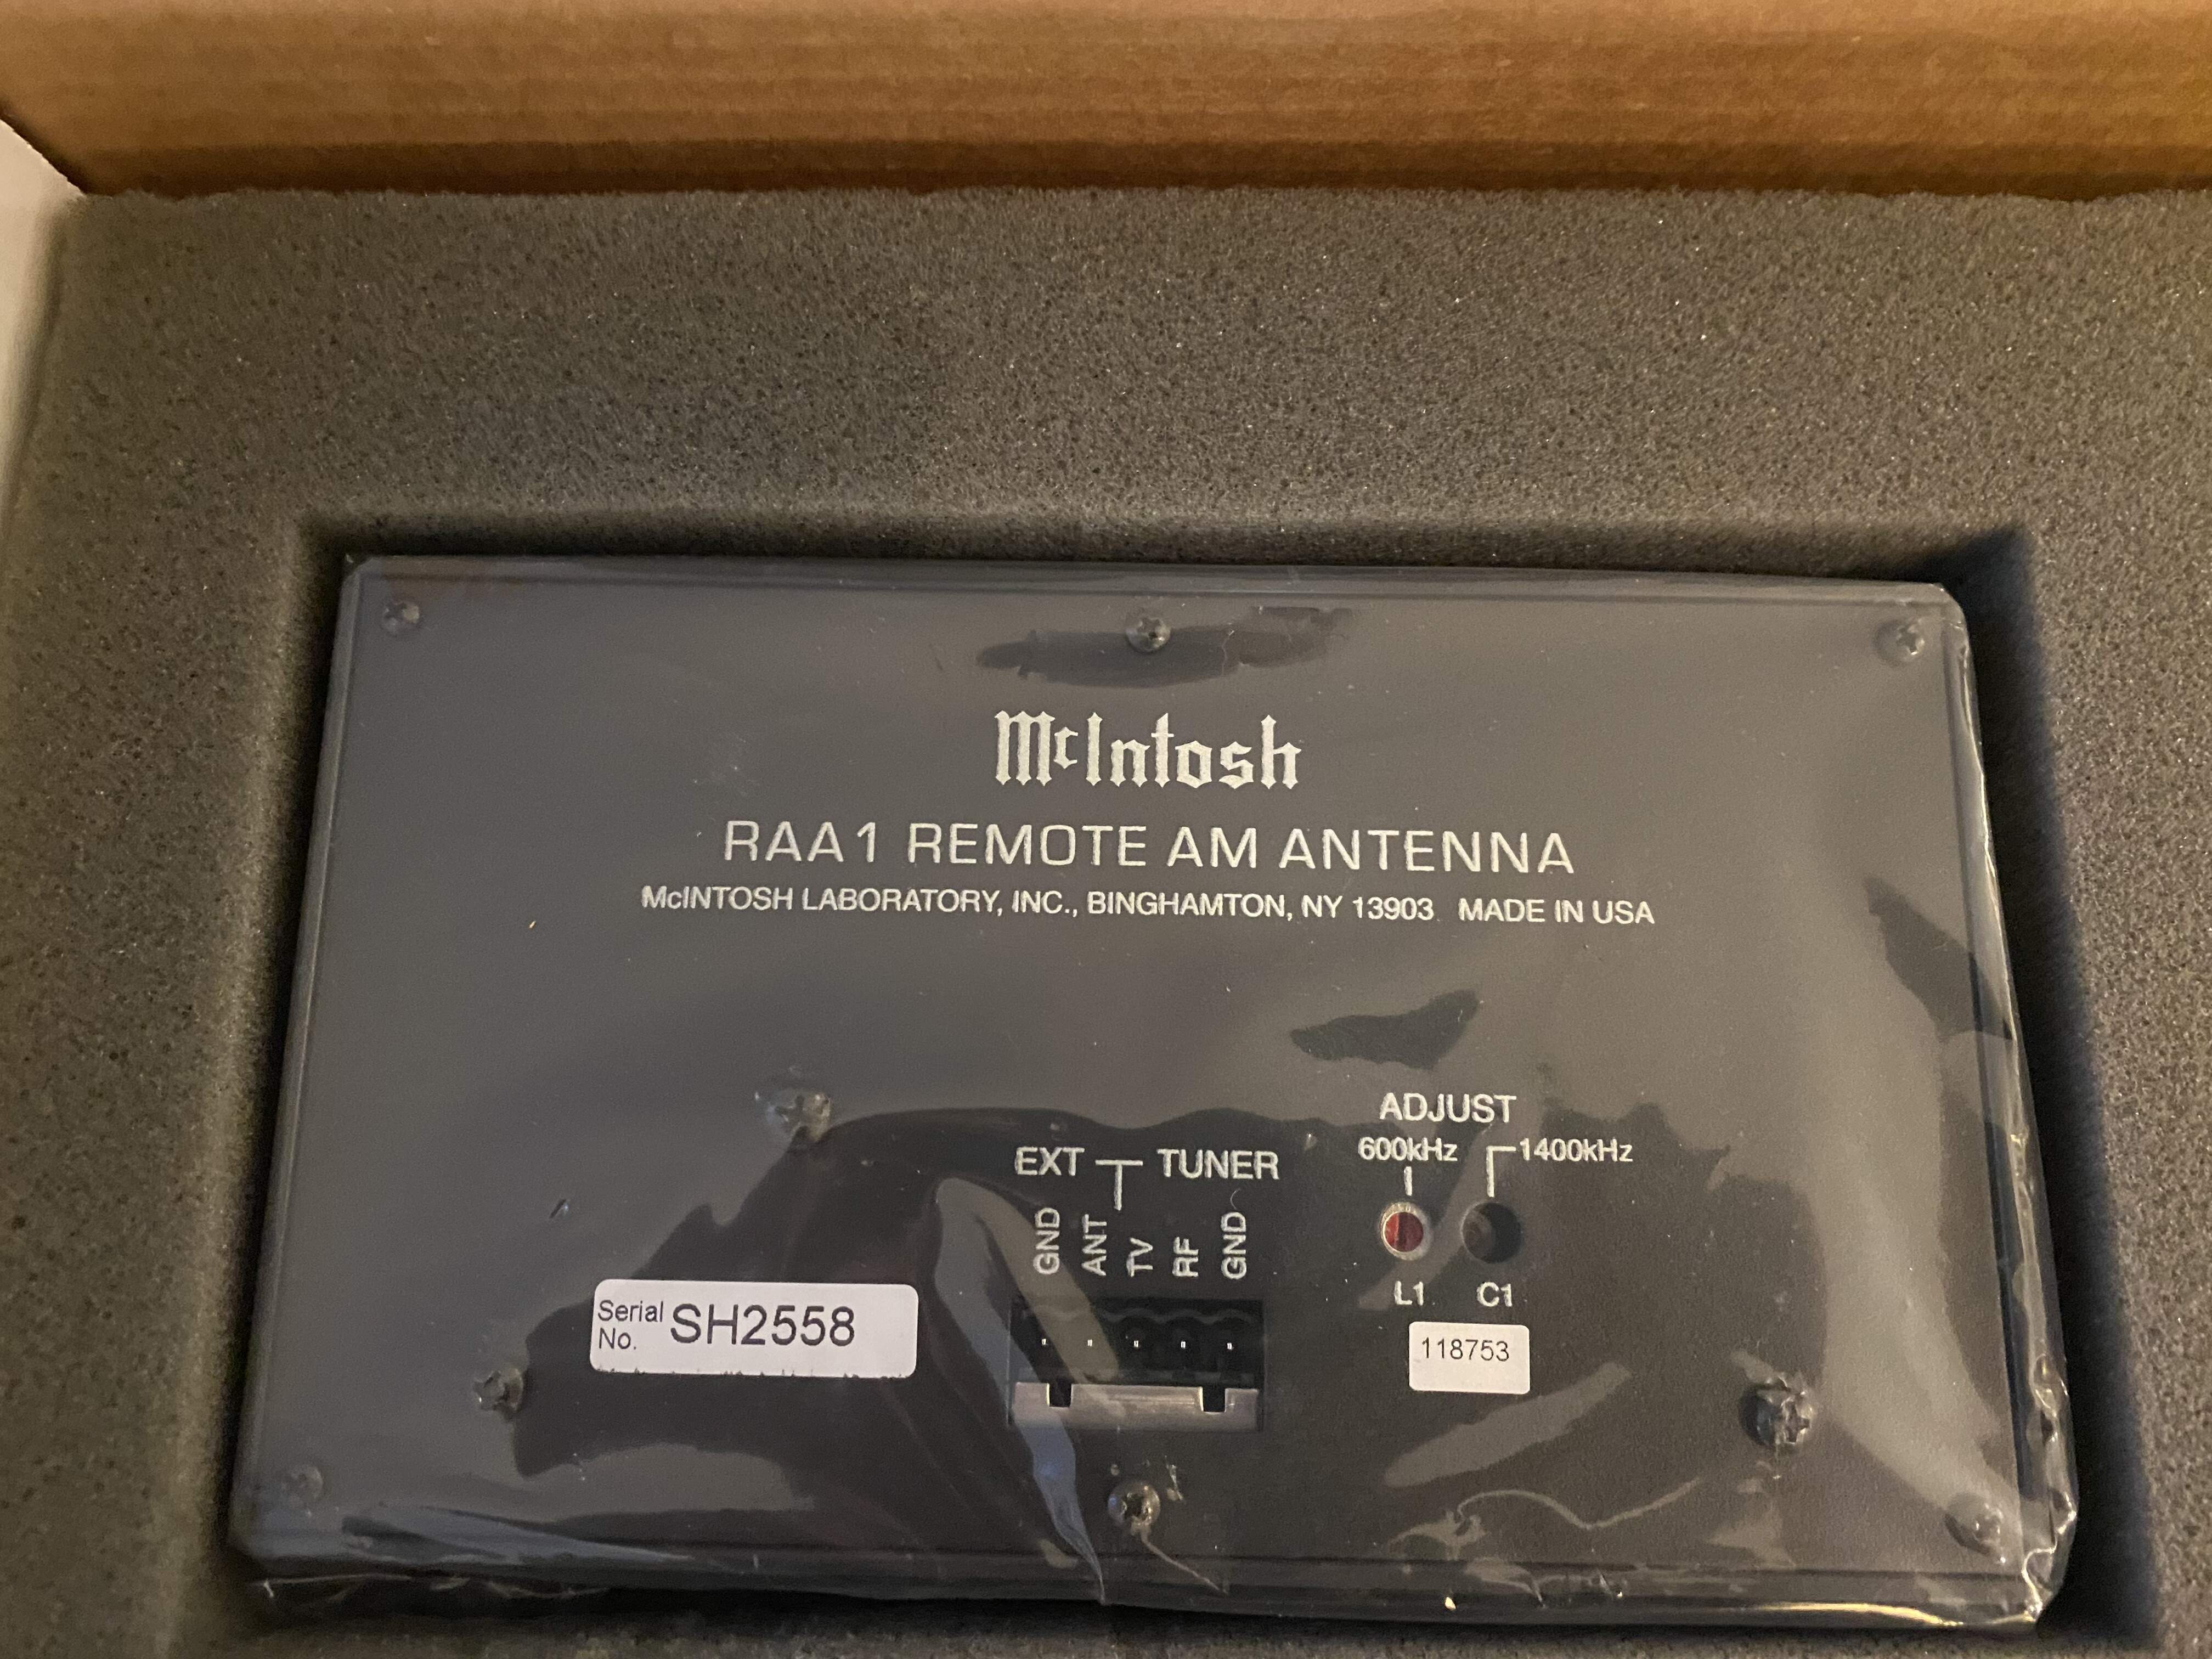 McIntosh
RAA1 REMOTE AM ANTENNA
McINTOSH LABORATORY, INC., BINGHAMTON, NY 13903 MADE IN USA
ADJUST
600kHz 1400kHz
EXT TUNER
GND ANT TV RF GND
L1 C1
Serial No. SH2558
118753